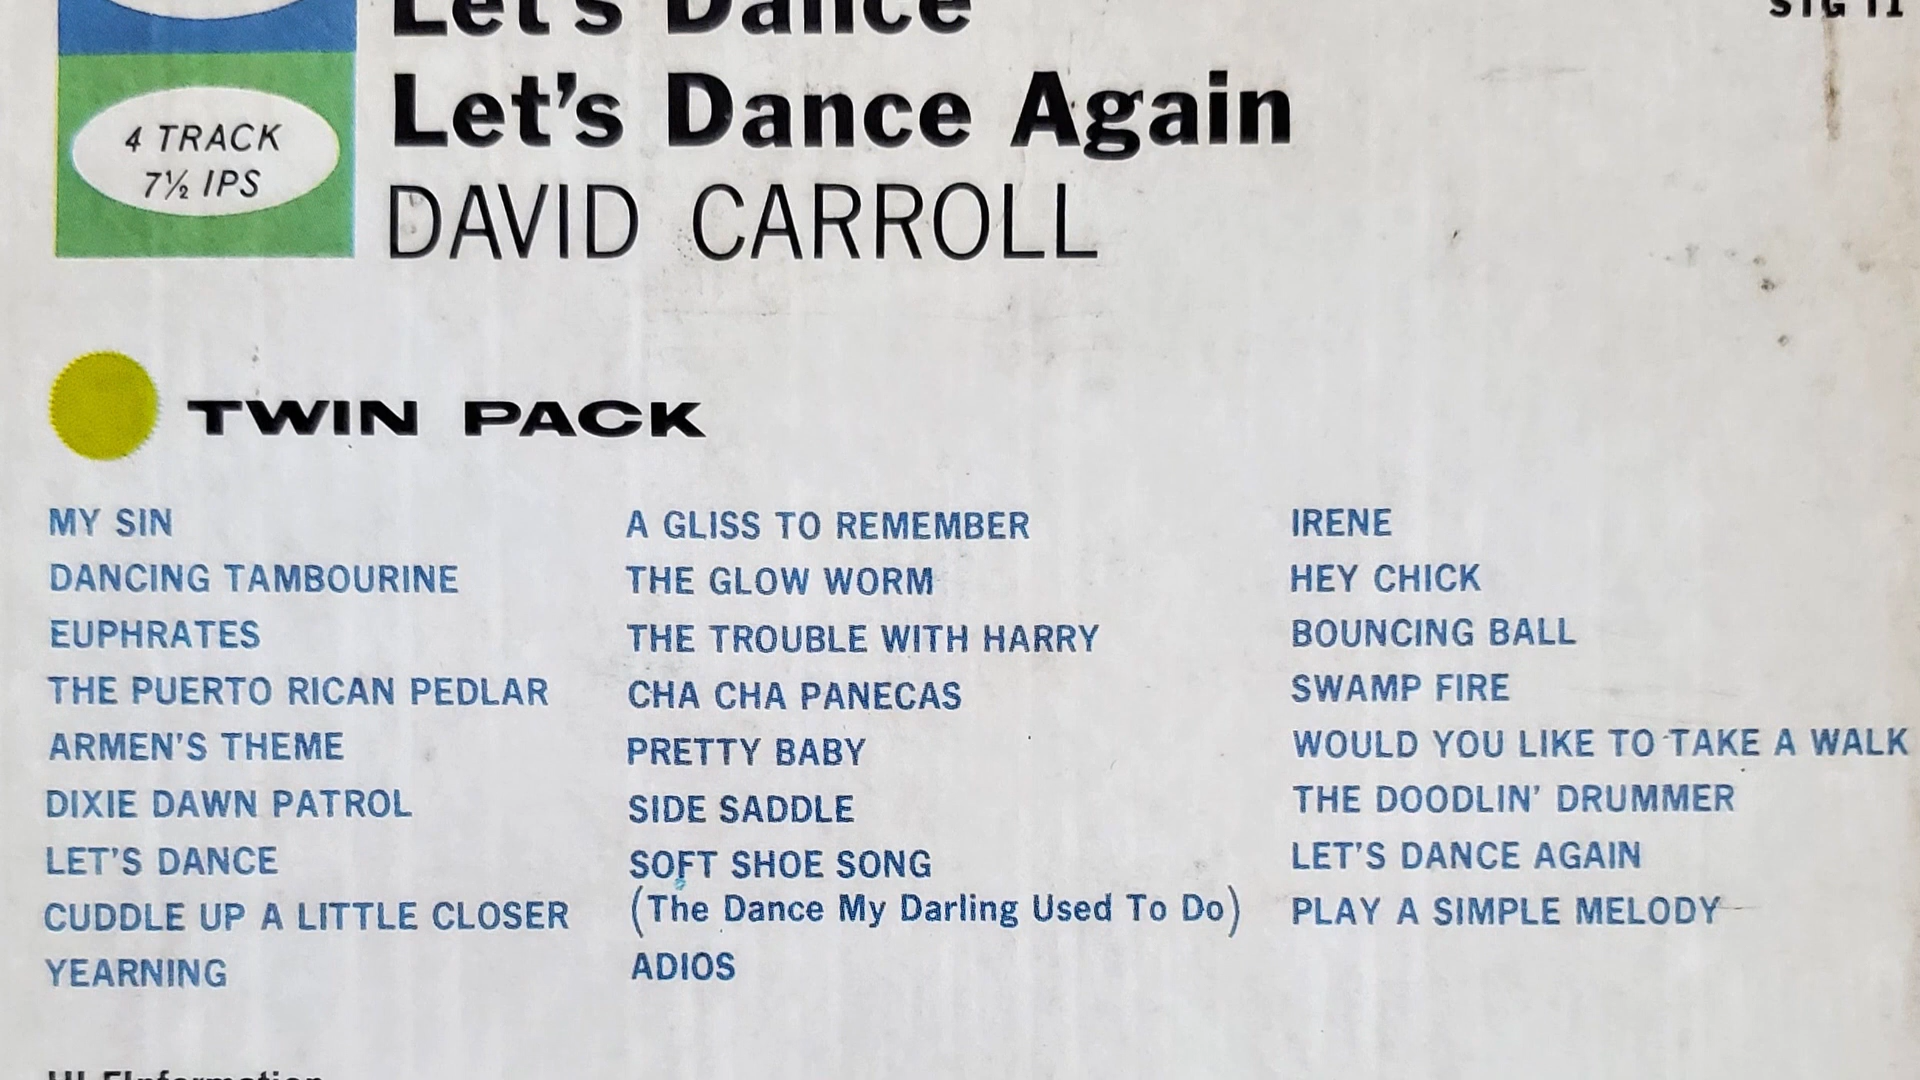 Let's Dance
Let's Dance Again
DAVID CARROLL
4 TRACK
7½ IPS
TWIN PACK
MY SIN
DANCING TAMBOURINE
EUPHRATES
THE PUERTO RICAN PEDLAR
ARMEN'S THEME
DIXIE DAWN PATROL
LET'S DANCE
CUDDLE UP A LITTLE CLOSER
YEARNING
A GLISS TO REMEMBER
THE GLOW WORM
THE TROUBLE WITH HARRY
CHA CHA PANECAS
PRETTY BABY
SIDE SADDLE
SOFT SHOE SONG
(The Dance My Darling Used To Do)
ADIOS
IRENE
HEY CHICK
BOUNCING BALL
SWAMP FIRE
WOULD YOU LIKE TO TAKE A WALK
THE DOODLIN' DRUMMER
LET'S DANCE AGAIN
PLAY A SIMPLE MELODY